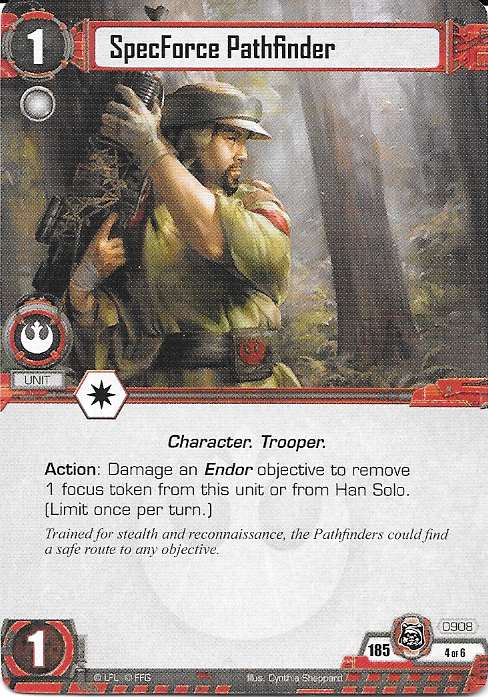 1
SpecForce Pathfinder
UNIT
Character. Trooper.
Action: Damage an Endor objective to remove
1 focus token from this unit or from Han Solo.
(Limit once per turn.)
Trained for stealth and reconnaissance, the Pathfinders could find
a safe route to any objective.
0908
1
185
4 of 6
© LFL © FFG
Illus. Cynthia Sheppard